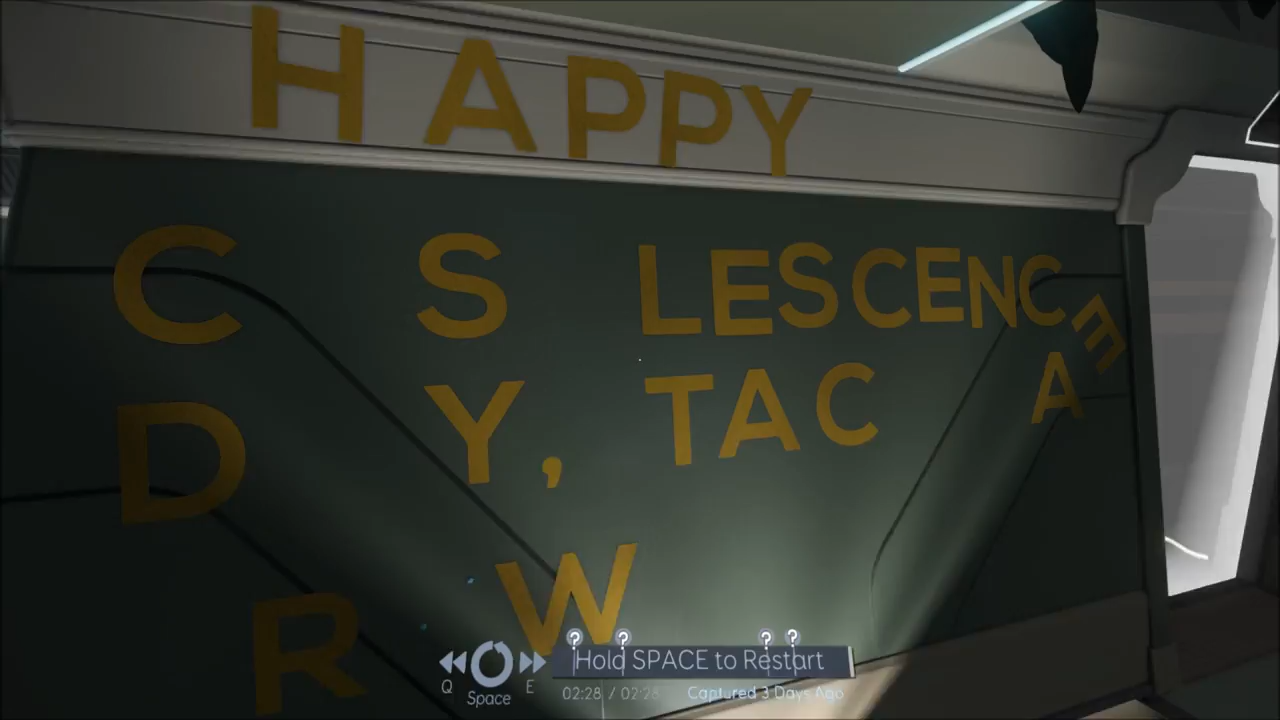 HAPPY
C S LESCENCE
D Y, TAC A
R W
Hold SPACE to Restart
Q Space E 02:28 / 02:28 Captured 3 Days Ago